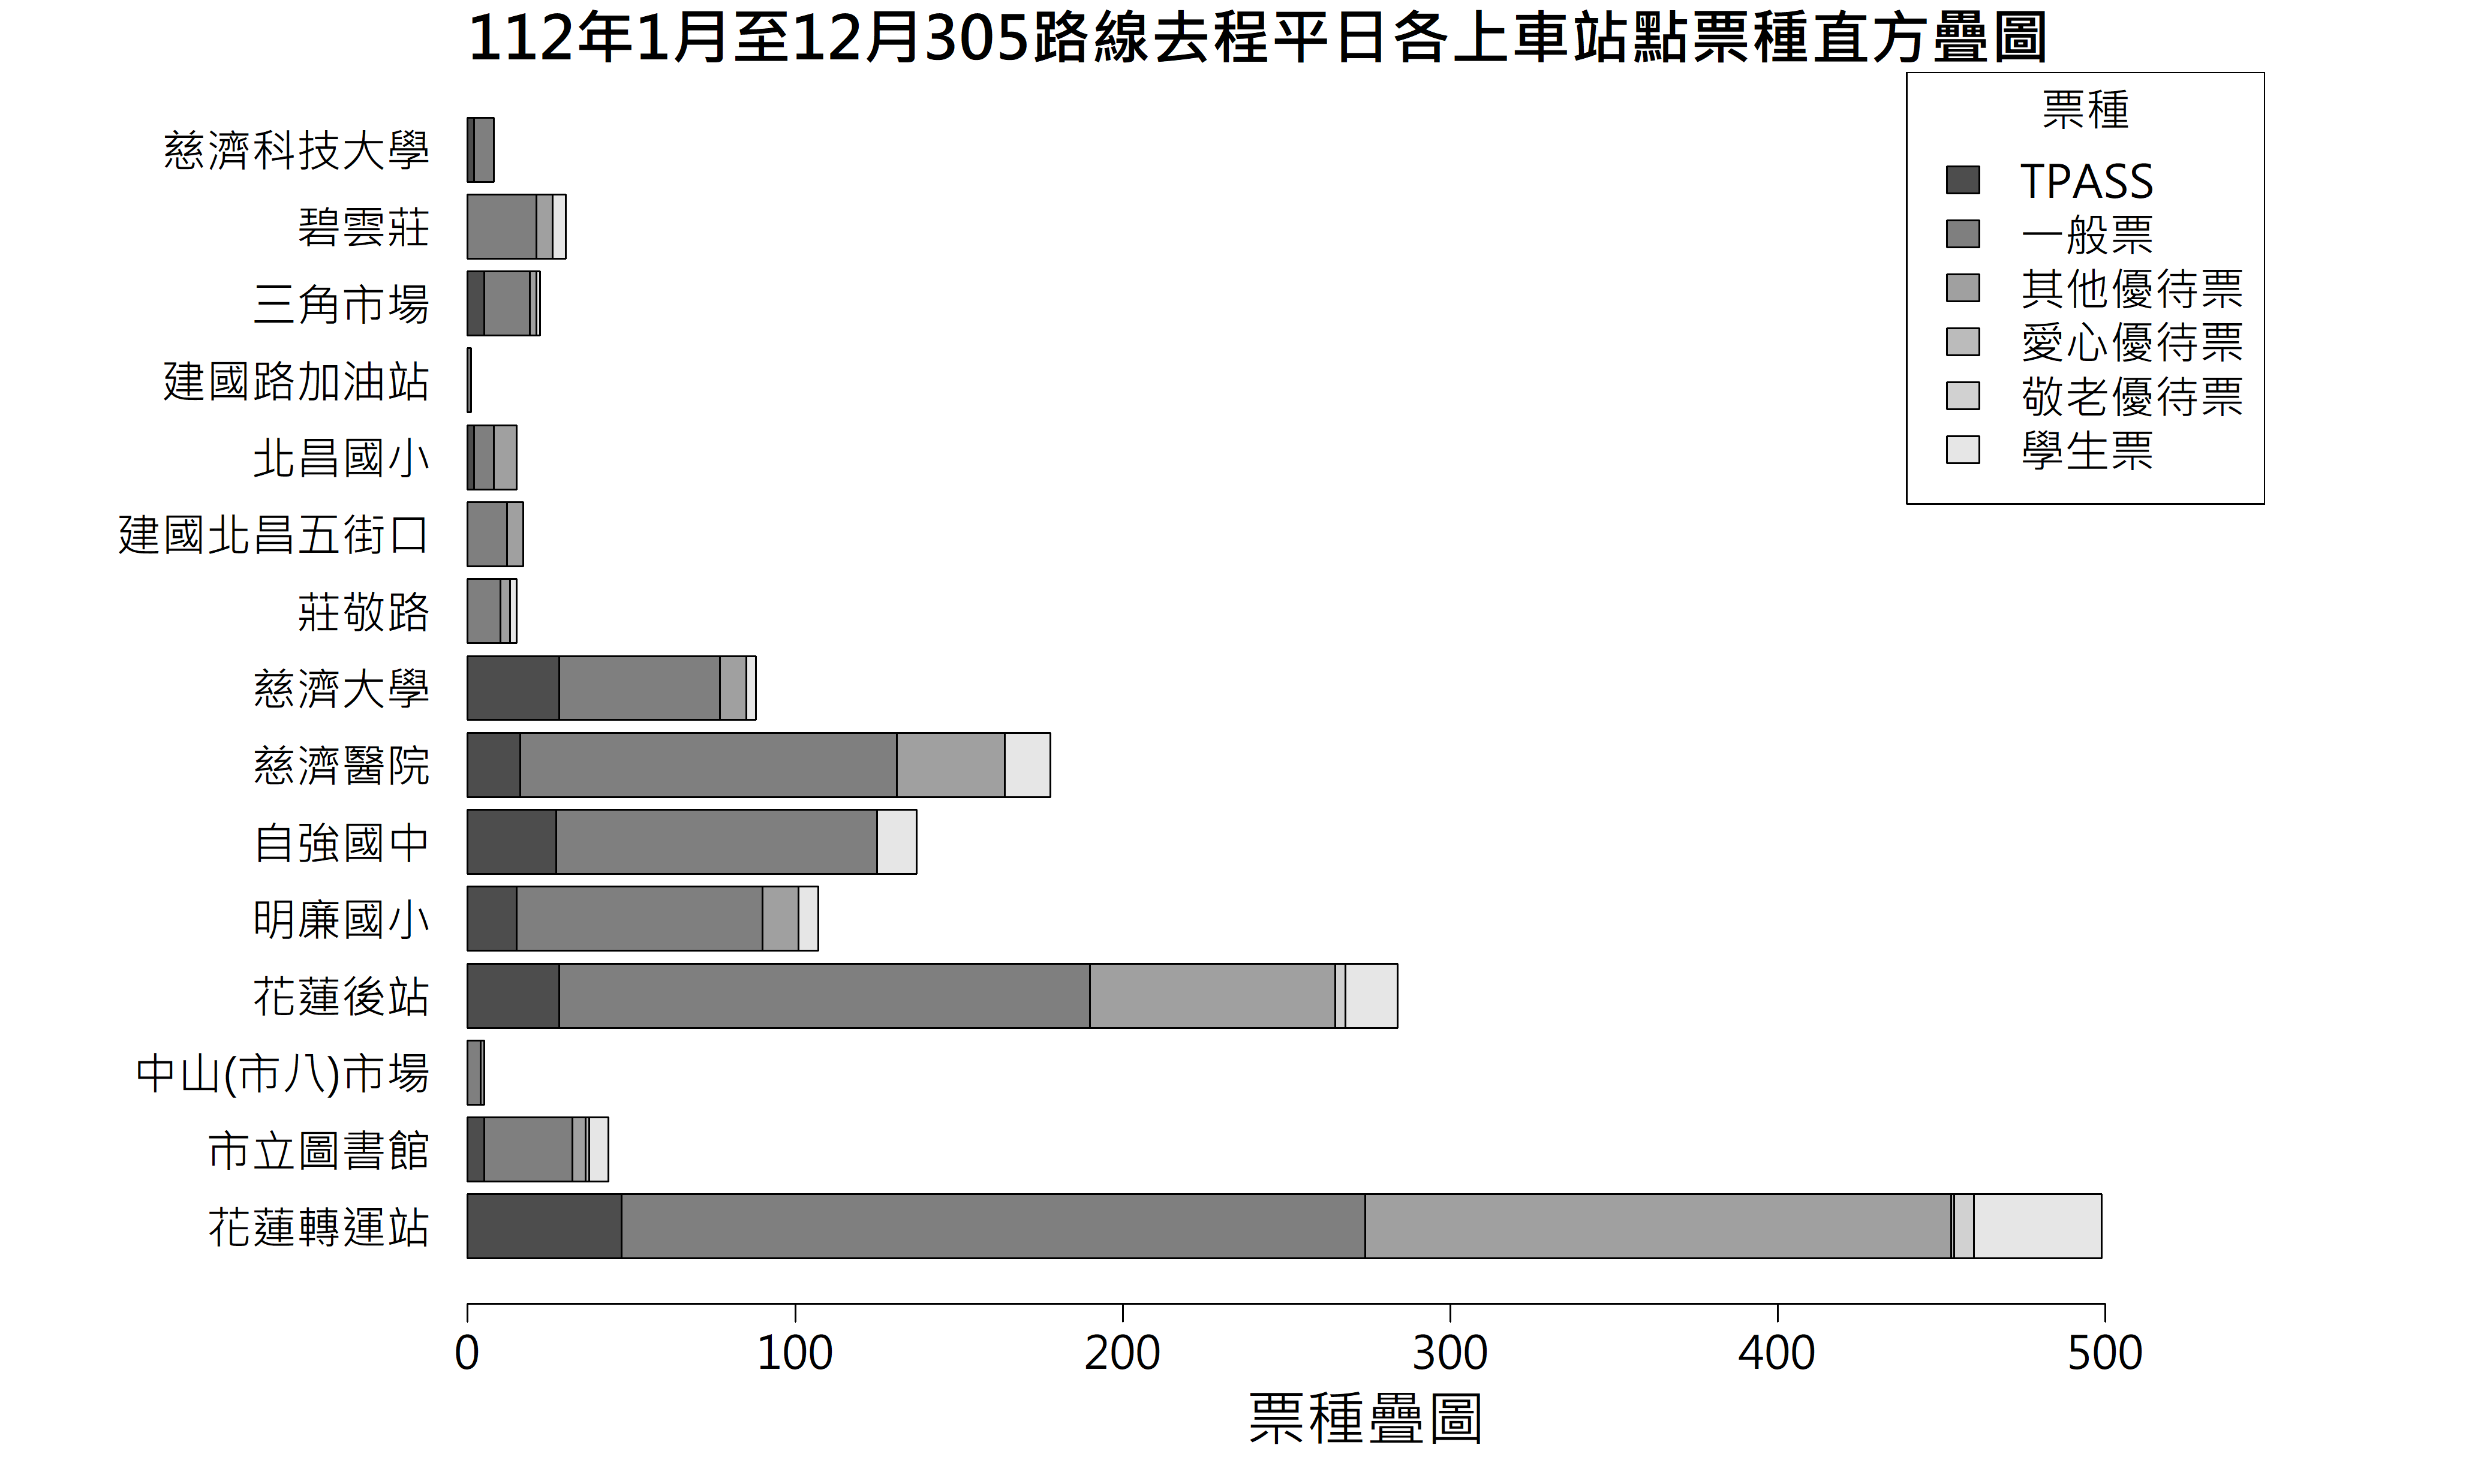 112年1月至12月305路線去程平日各上車站點票種直方疊圖
票種
TPASS
一般票
其他優待票
愛心優待票
敬老優待票
學生票
慈濟科技大學
碧雲莊
三角市場
建國路加油站
北昌國小
建國北昌五街口
莊敬路
慈濟大學
慈濟醫院
自強國中
明廉國小
花蓮後站
中山(市八)市場
市立圖書館
花蓮轉運站
0 100 200 300 400 500
票種疊圖